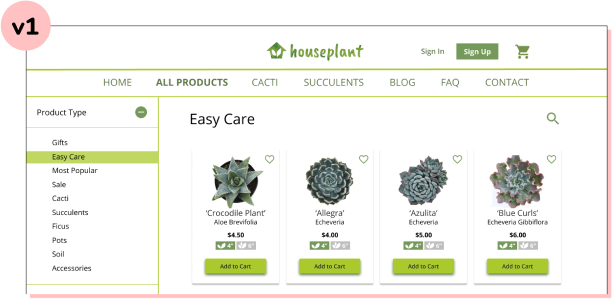 v1
houseplant
Sign In
Sign Up
HOME ALL PRODUCTS CACTI SUCCULENTS BLOG FAQ CONTACT
Product Type
Gifts
Easy Care
Most Popular
Sale
Cacti
Succulents
Ficus
Pots
Soil
Accessories
Easy Care
‘Crocodile Plant’
Aloe Brevifolia
$4.50
4" 6"
Add to Cart
‘Allegra’
Echeveria
$4.00
4" 6"
Add to Cart
‘Azulita’
Echeveria
$5.00
4" 6"
Add to Cart
‘Blue Curls’
Echeveria Gibbiflora
$6.00
4" 6"
Add to Cart